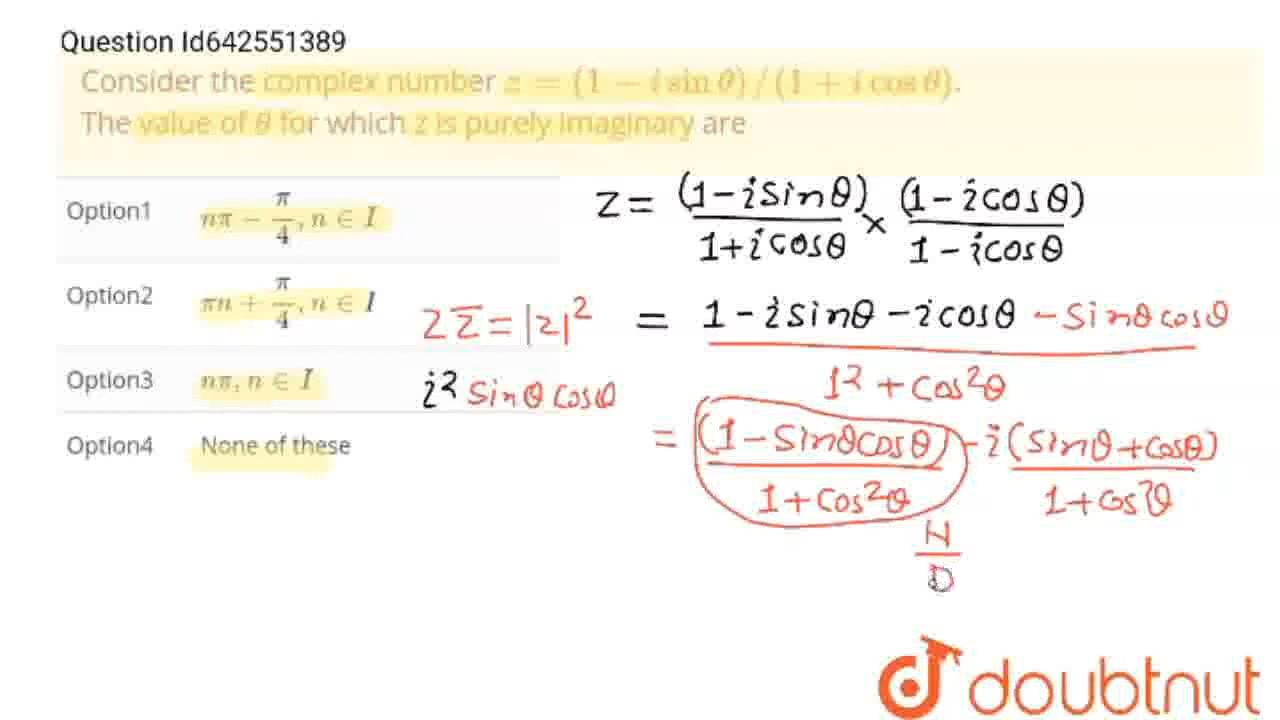 Question Id642551389
Consider the complex number z = (1 − i sin θ)/(1 + i cos θ).
The value of θ for which z is purely imaginary are
Option1 nπ − π/4, n ∈ I
Option2 πn + π/4, n ∈ I
Option3 nπ, n ∈ I
Option4 None of these
z = (1 - i sinθ)/(1 + i cosθ) × (1 - i cosθ)/(1 - i cosθ)
z z̄ = |z|²
= (1 - i sinθ - i cosθ - sinθ cosθ)/(1² + cos²θ)
i² sinθ cosθ
= (1 - sinθ cosθ)/(1 + cos²θ) - i (sinθ + cosθ)/(1 + cos²θ)
N/D
doubtnut